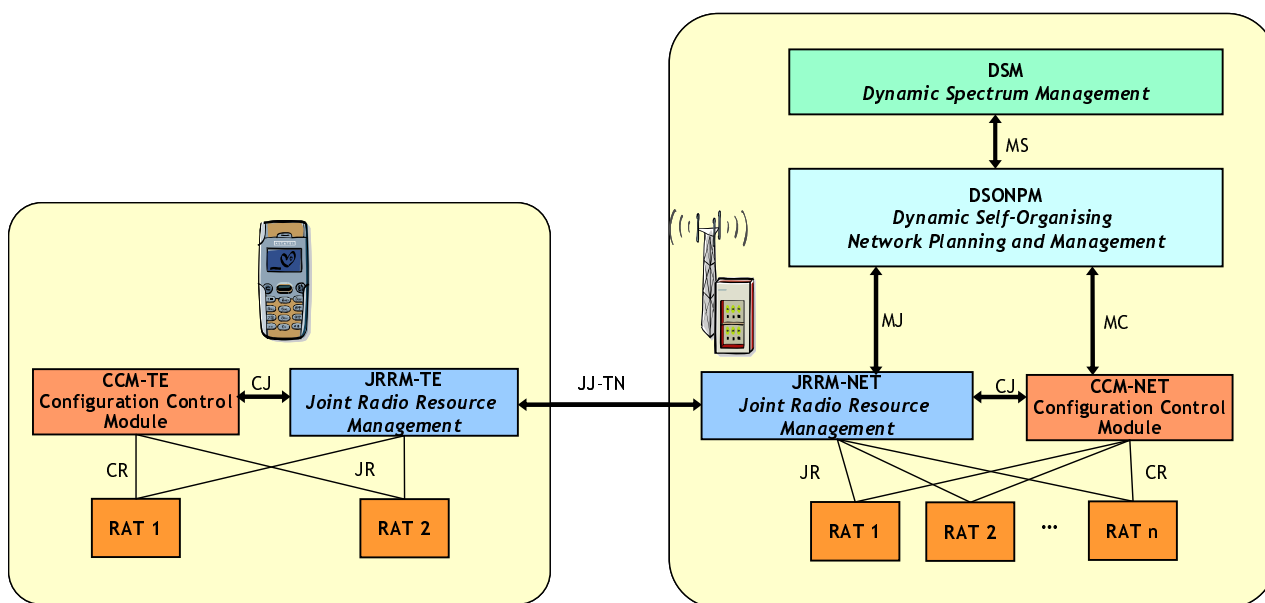 DSM
Dynamic Spectrum Management
MS
DSONPM
Dynamic Self-Organising
Network Planning and Management
MJ
MC
CCM-TE
Configuration Control
Module
CJ
JRRM-TE
Joint Radio Resource
Management
JJ-TN
JRRM-NET
Joint Radio Resource
Management
CJ
CCM-NET
Configuration Control
Module
CR
JR
JR
CR
RAT 1
RAT 2
RAT 1
RAT 2
...
RAT n